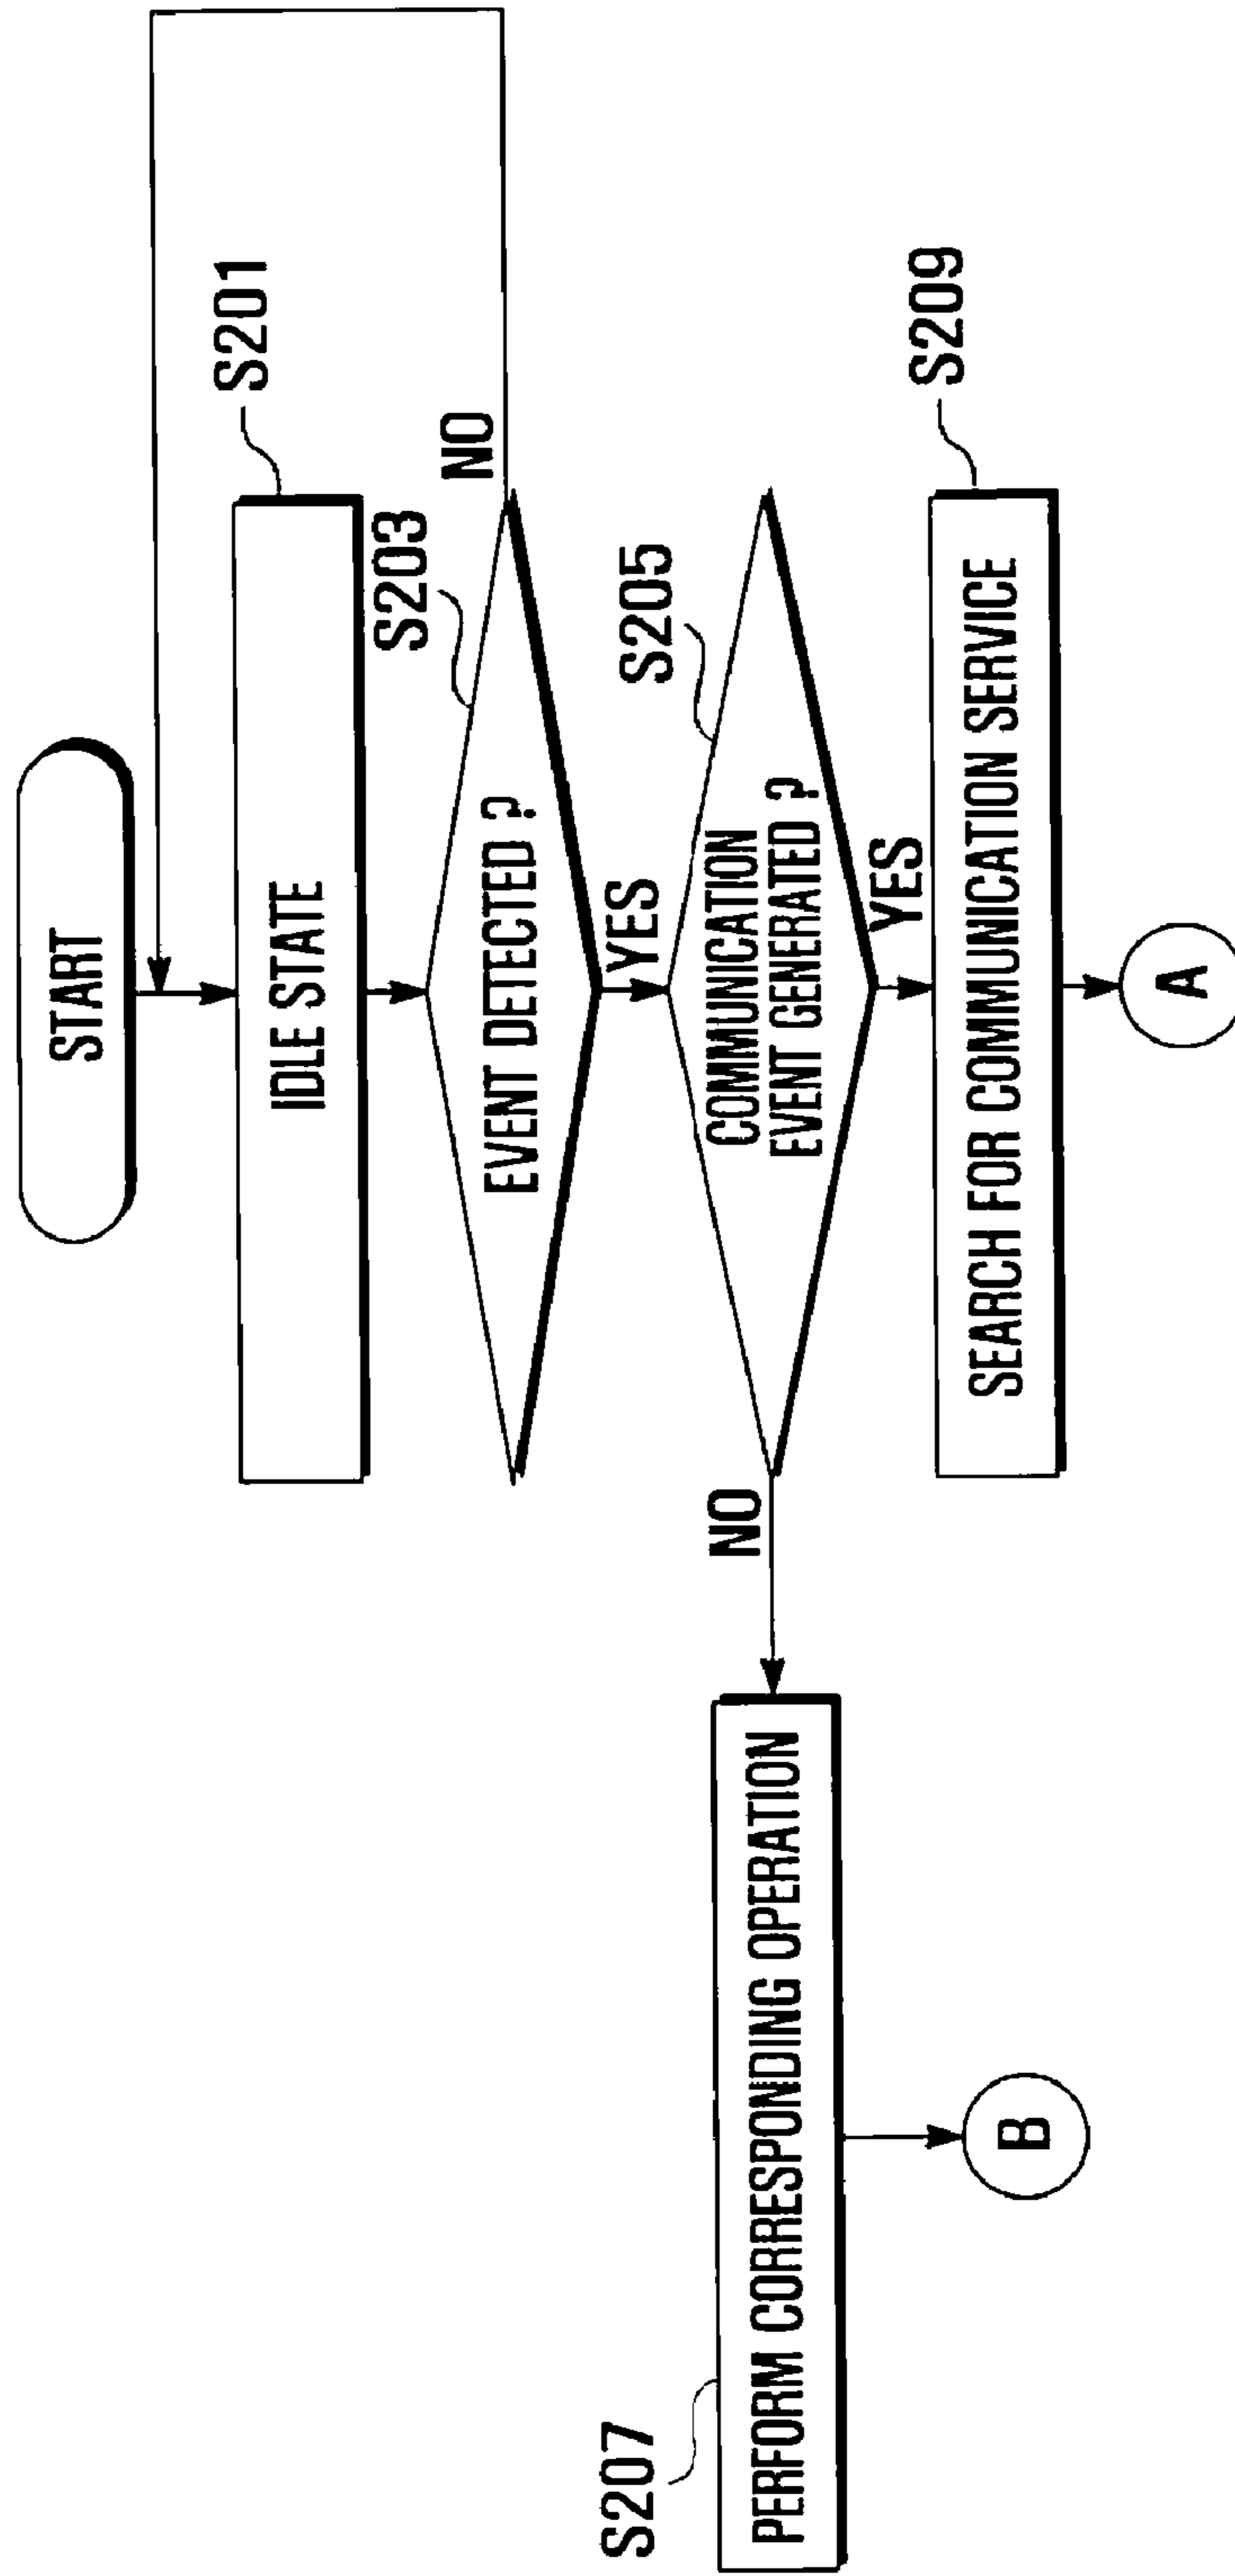 START
IDLE STATE
S201
EVENT DETECTED ?
S203
NO
YES
COMMUNICATION
EVENT GENERATED ?
S205
NO
YES
S207
PERFORM CORRESPONDING OPERATION
SEARCH FOR COMMUNICATION SERVICE
S209
B
A